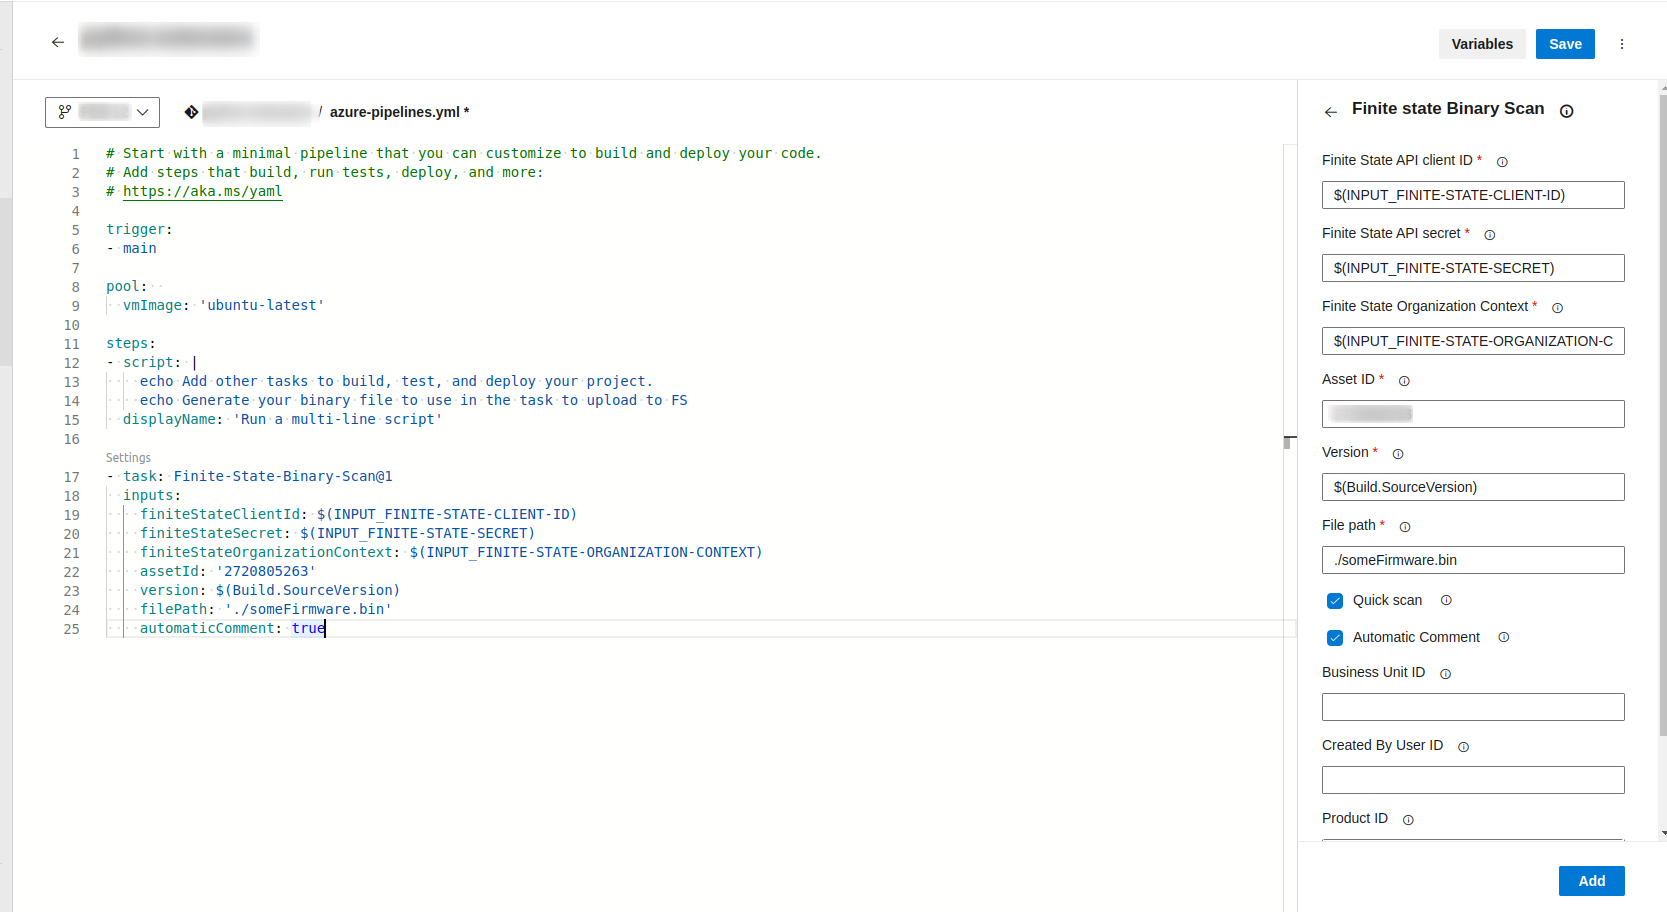 Variables
Save
/ azure-pipelines.yml *
1 # Start with a minimal pipeline that you can customize to build and deploy your code.
2 # Add steps that build, run tests, deploy, and more:
3 # https://aka.ms/yaml
4
5 trigger:
6 - main
7
8 pool:
9 vmImage: 'ubuntu-latest'
10
11 steps:
12 - script: |
13 echo Add other tasks to build, test, and deploy your project.
14 echo Generate your binary file to use in the task to upload to FS
15 displayName: 'Run a multi-line script'
16
Settings
17 - task: Finite-State-Binary-Scan@1
18 inputs:
19 finiteStateClientId: $(INPUT_FINITE-STATE-CLIENT-ID)
20 finiteStateSecret: $(INPUT_FINITE-STATE-SECRET)
21 finiteStateOrganizationContext: $(INPUT_FINITE-STATE-ORGANIZATION-CONTEXT)
22 assetId: '2720805263'
23 version: $(Build.SourceVersion)
24 filePath: './someFirmware.bin'
25 automaticComment: true
Finite state Binary Scan
Finite State API client ID *
$(INPUT_FINITE-STATE-CLIENT-ID)
Finite State API secret *
$(INPUT_FINITE-STATE-SECRET)
Finite State Organization Context *
$(INPUT_FINITE-STATE-ORGANIZATION-C
Asset ID *
Version *
$(Build.SourceVersion)
File path *
./someFirmware.bin
Quick scan
Automatic Comment
Business Unit ID
Created By User ID
Product ID
Add